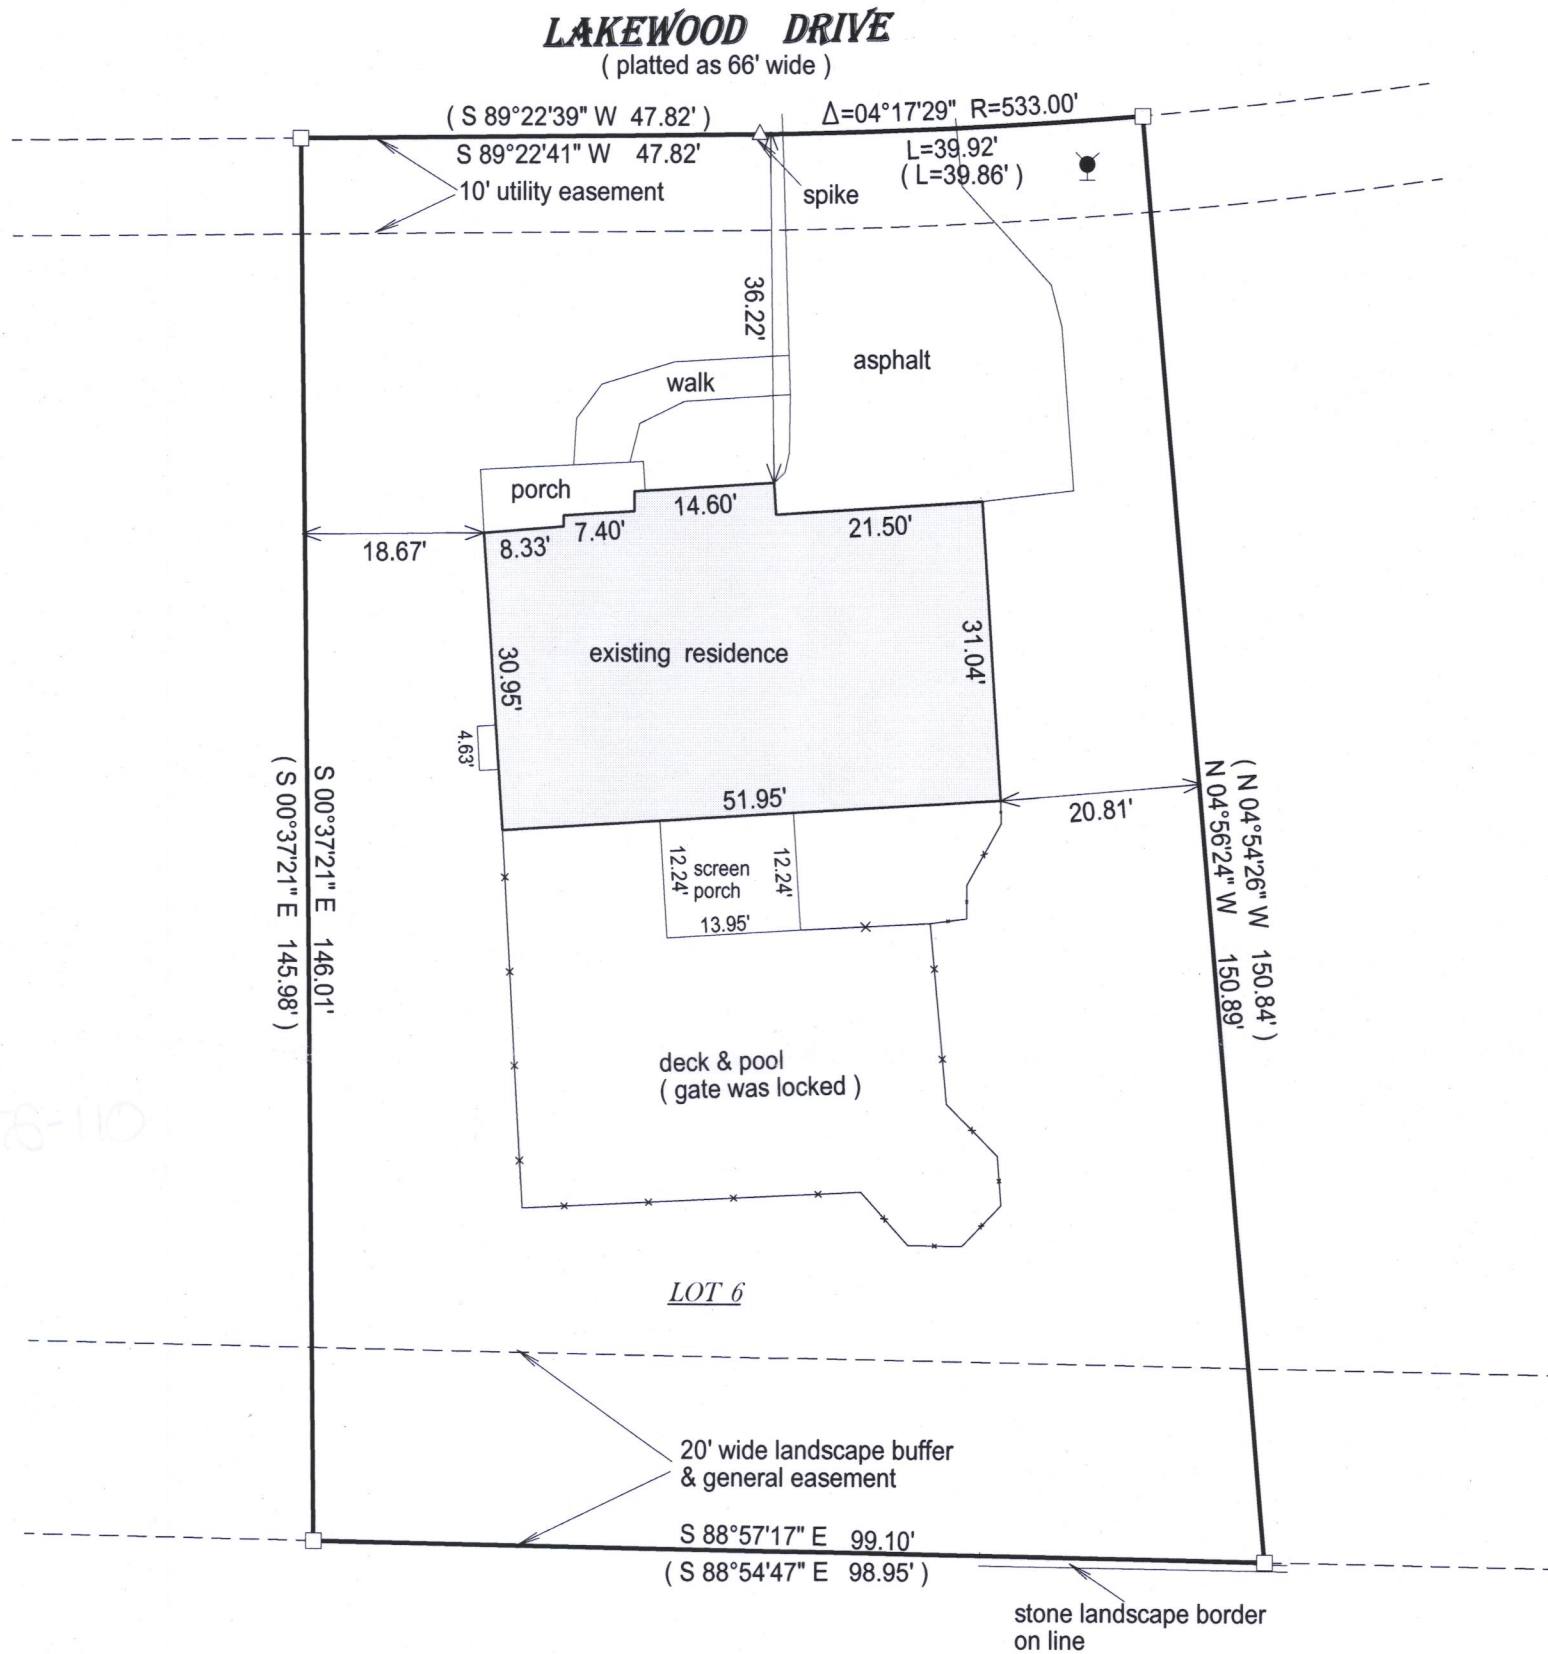 LAKEWOOD DRIVE
( platted as 66' wide )
( S 89°22'39" W 47.82' )
Δ=04°17'29" R=533.00'
S 89°22'41" W 47.82'
L=39.92'
( L=39.86' )
10' utility easement
spike
36.22'
asphalt
walk
porch
14.60'
7.40'
21.50'
8.33'
18.67'
existing residence
31.04'
30.95'
4.63'
51.95'
20.81'
( N 04°54'26" W 150.84' )
N 04°56'24" W 150.89'
S 00°37'21" E 146.01'
( S 00°37'21" E 145.98' )
12.24'
screen
porch
12.24'
13.95'
deck & pool
( gate was locked )
LOT 6
20' wide landscape buffer
& general easement
S 88°57'17" E 99.10'
( S 88°54'47" E 98.95' )
stone landscape border
on line